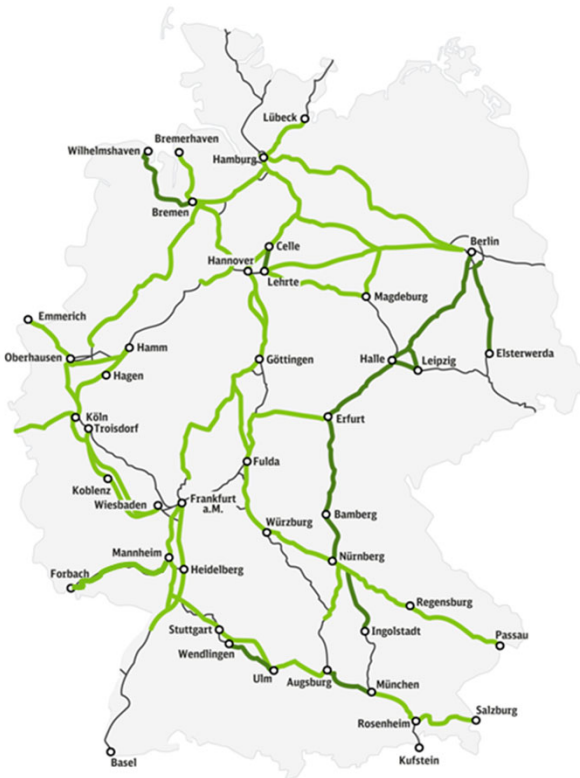 Lübeck
Bremerhaven
Wilhelmshaven
Hamburg
Bremen
Berlin
Celle
Hannover
Lehrte
Magdeburg
Emmerich
Hamm
Oberhausen
Göttingen
Halle
Leipzig
Elsterwerda
Hagen
Köln
Erfurt
Troisdorf
Fulda
Koblenz
Wiesbaden
Frankfurt
a.M.
Bamberg
Würzburg
Mannheim
Nürnberg
Forbach
Heidelberg
Regensburg
Stuttgart
Ingolstadt
Passau
Wendlingen
Ulm
Augsburg
München
Salzburg
Rosenheim
Basel
Kufstein